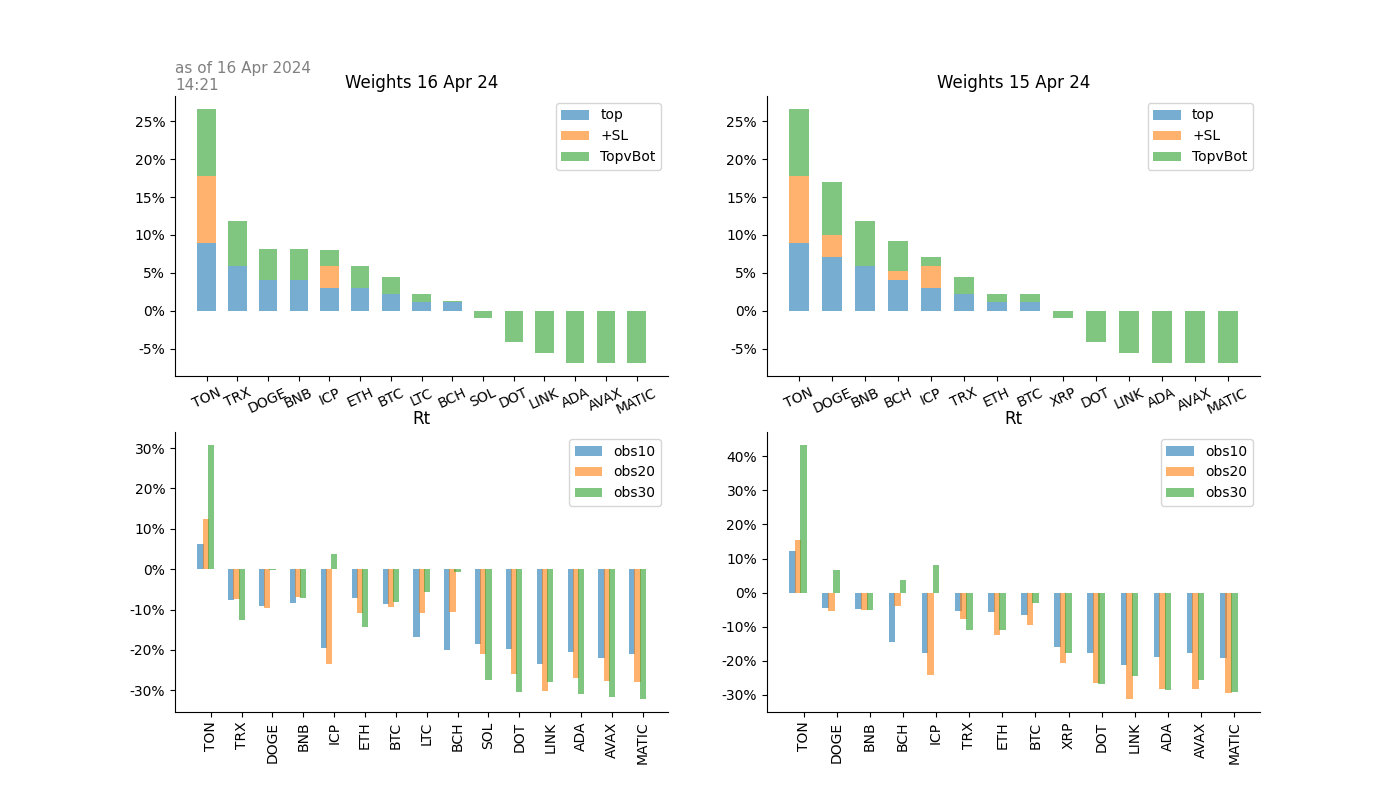 as of 16 Apr 2024
14:21
Weights 16 Apr 24
25%
20%
15%
10%
5%
0%
-5%
top
+SL
TopvBot
TON TRX DOGE BNB ICP ETH BTC LTC BCH SOL DOT LINK ADA AVAX MATIC
Weights 15 Apr 24
25%
20%
15%
10%
5%
0%
-5%
top
+SL
TopvBot
TON DOGE BNB BCH ICP TRX ETH BTC XRP DOT LINK ADA AVAX MATIC
Rt
30%
20%
10%
0%
-10%
-20%
-30%
obs10
obs20
obs30
TON TRX DOGE BNB ICP ETH BTC LTC BCH SOL DOT LINK ADA AVAX MATIC
Rt
40%
30%
20%
10%
0%
-10%
-20%
-30%
obs10
obs20
obs30
TON DOGE BNB BCH ICP TRX ETH BTC XRP DOT LINK ADA AVAX MATIC